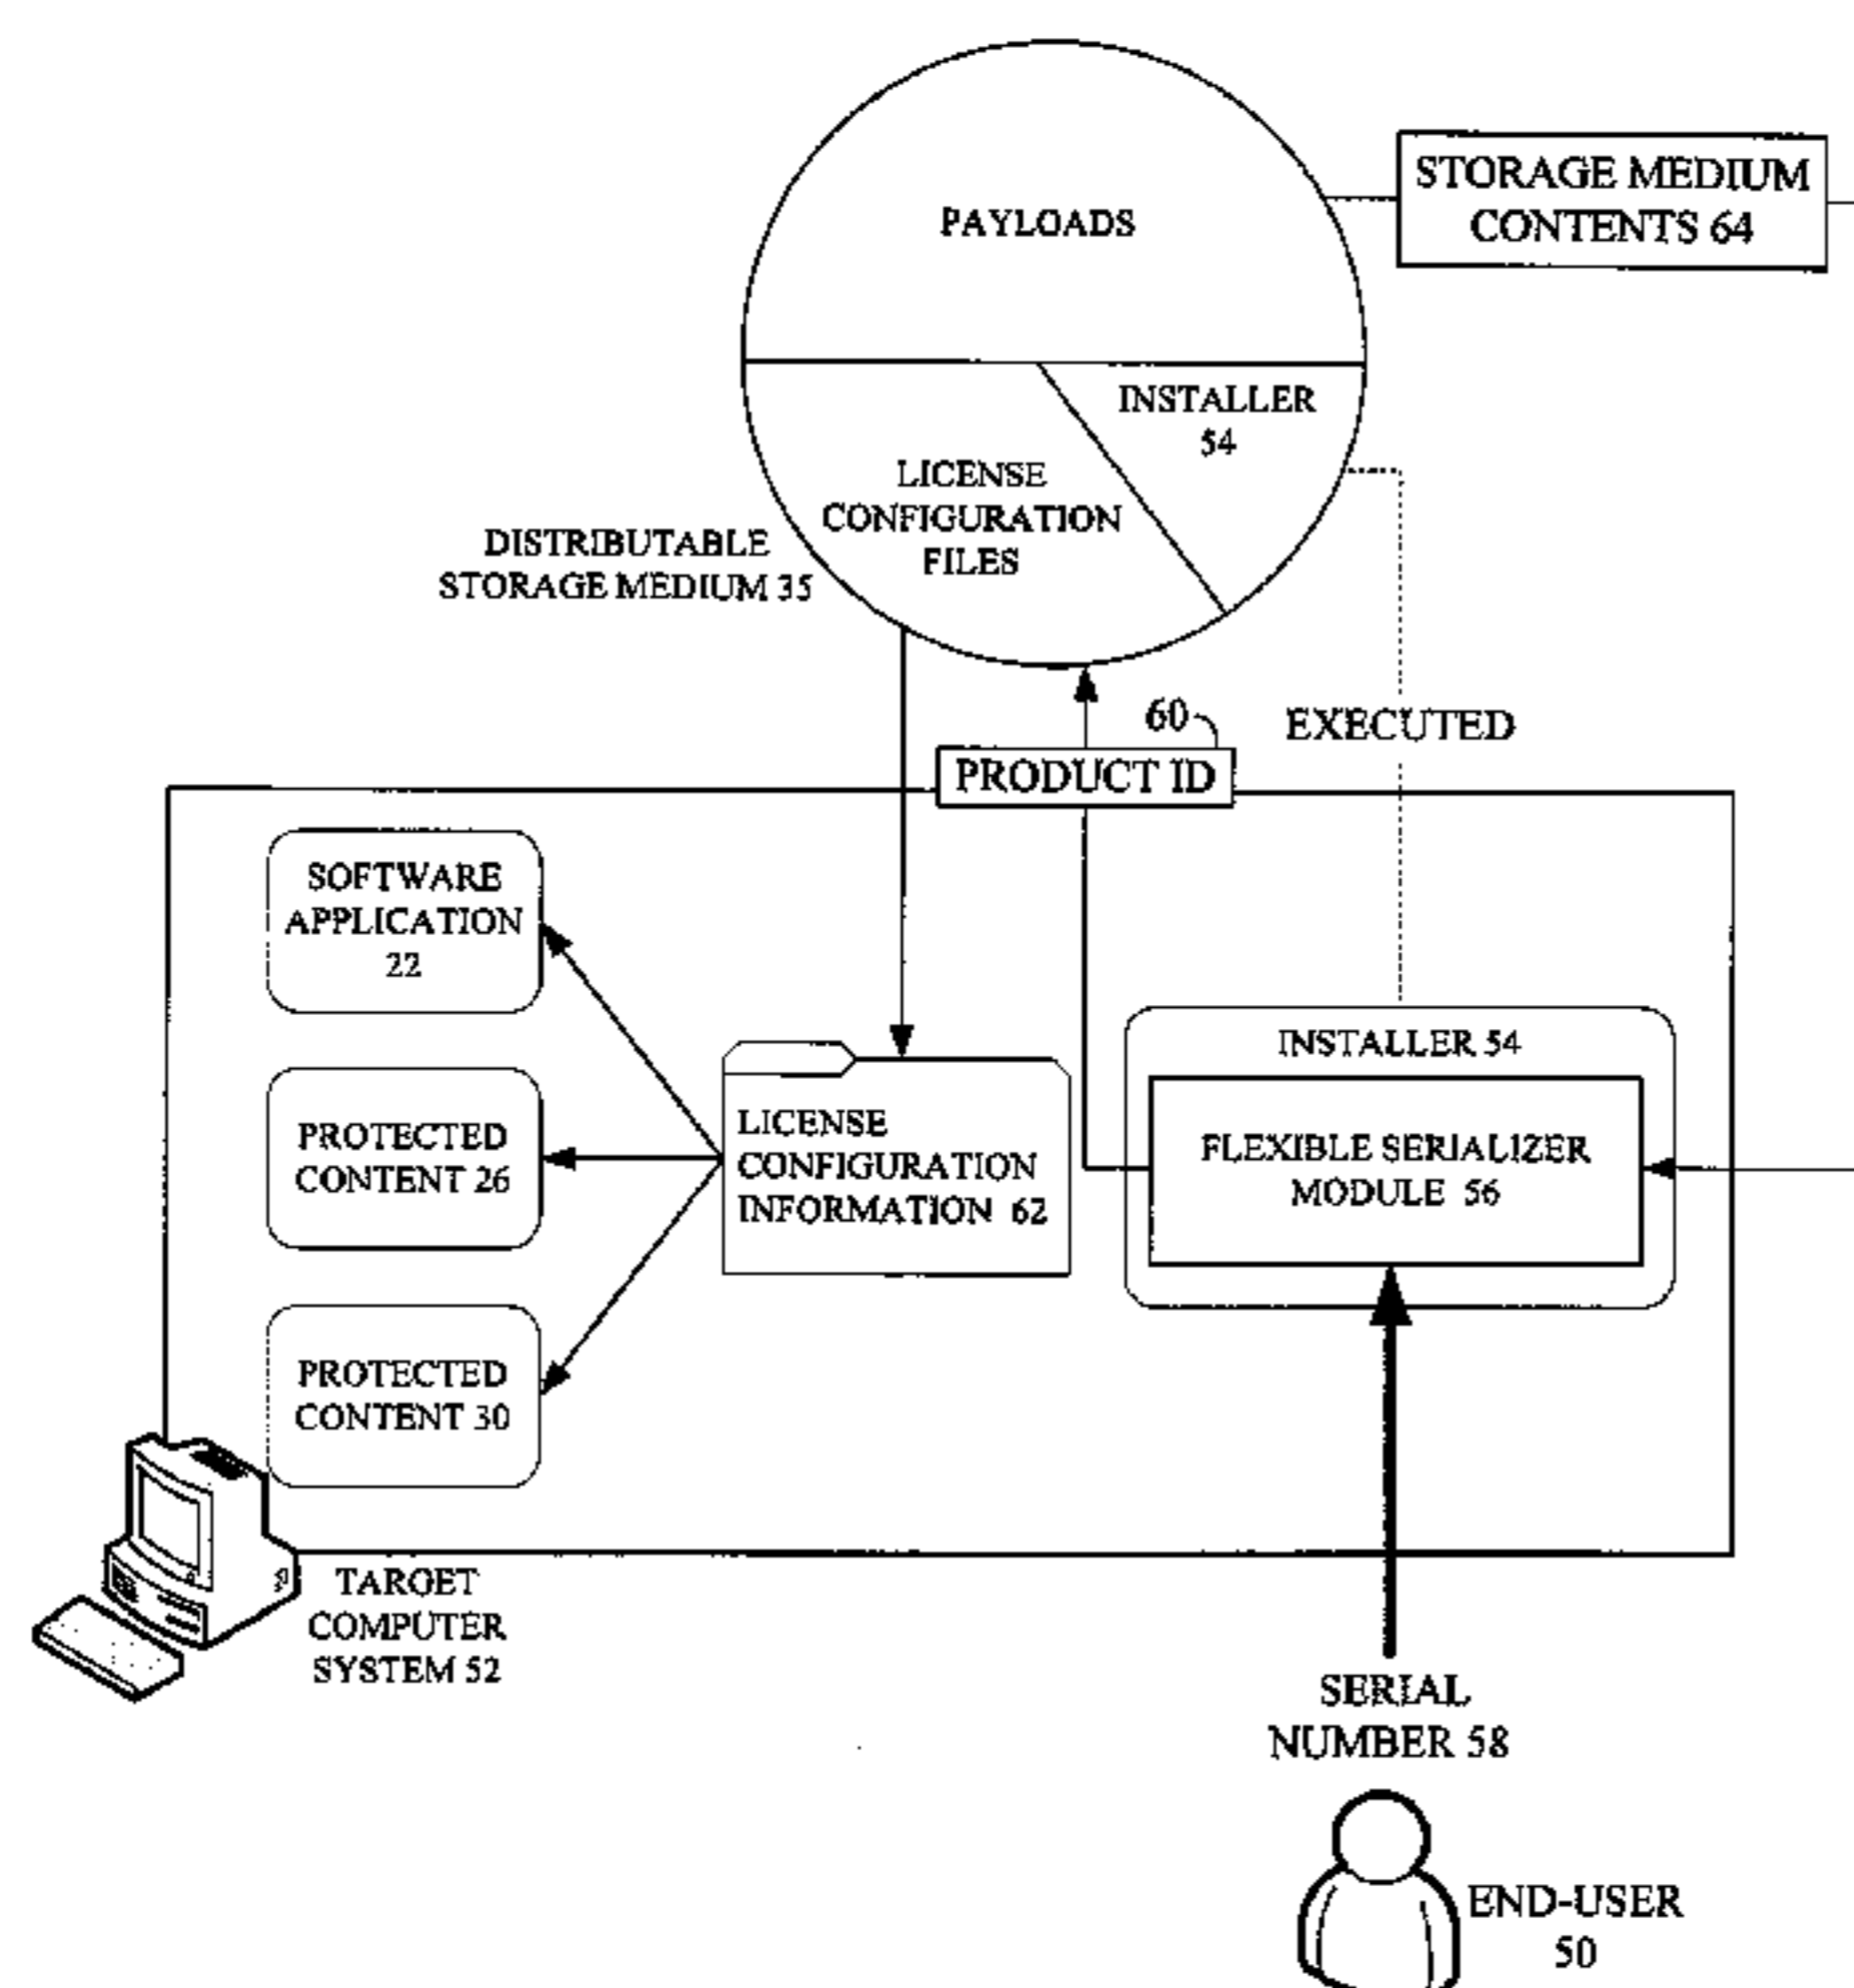 PAYLOADS
STORAGE MEDIUM
CONTENTS 64
INSTALLER
54
LICENSE
CONFIGURATION
FILES
DISTRIBUTABLE
STORAGE MEDIUM 35
60
EXECUTED
PRODUCT ID
SOFTWARE
APPLICATION
22
INSTALLER 54
LICENSE
CONFIGURATION
INFORMATION 62
FLEXIBLE SERIALIZER
MODULE 56
PROTECTED
CONTENT 26
PROTECTED
CONTENT 30
TARGET
COMPUTER
SYSTEM 52
SERIAL
NUMBER 58
END-USER
50